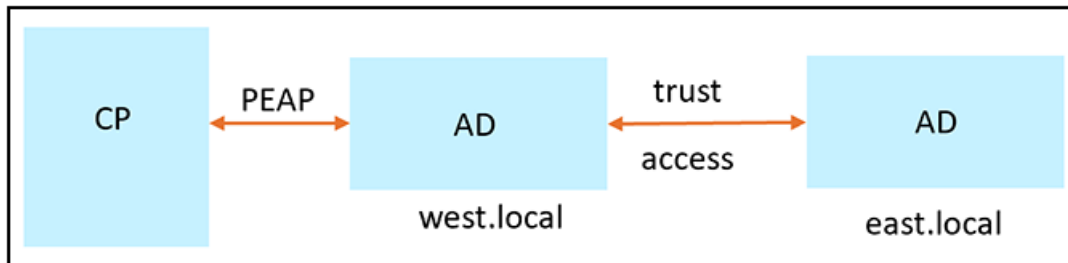 CP
PEAP
AD
west.local
trust
access
AD
east.local